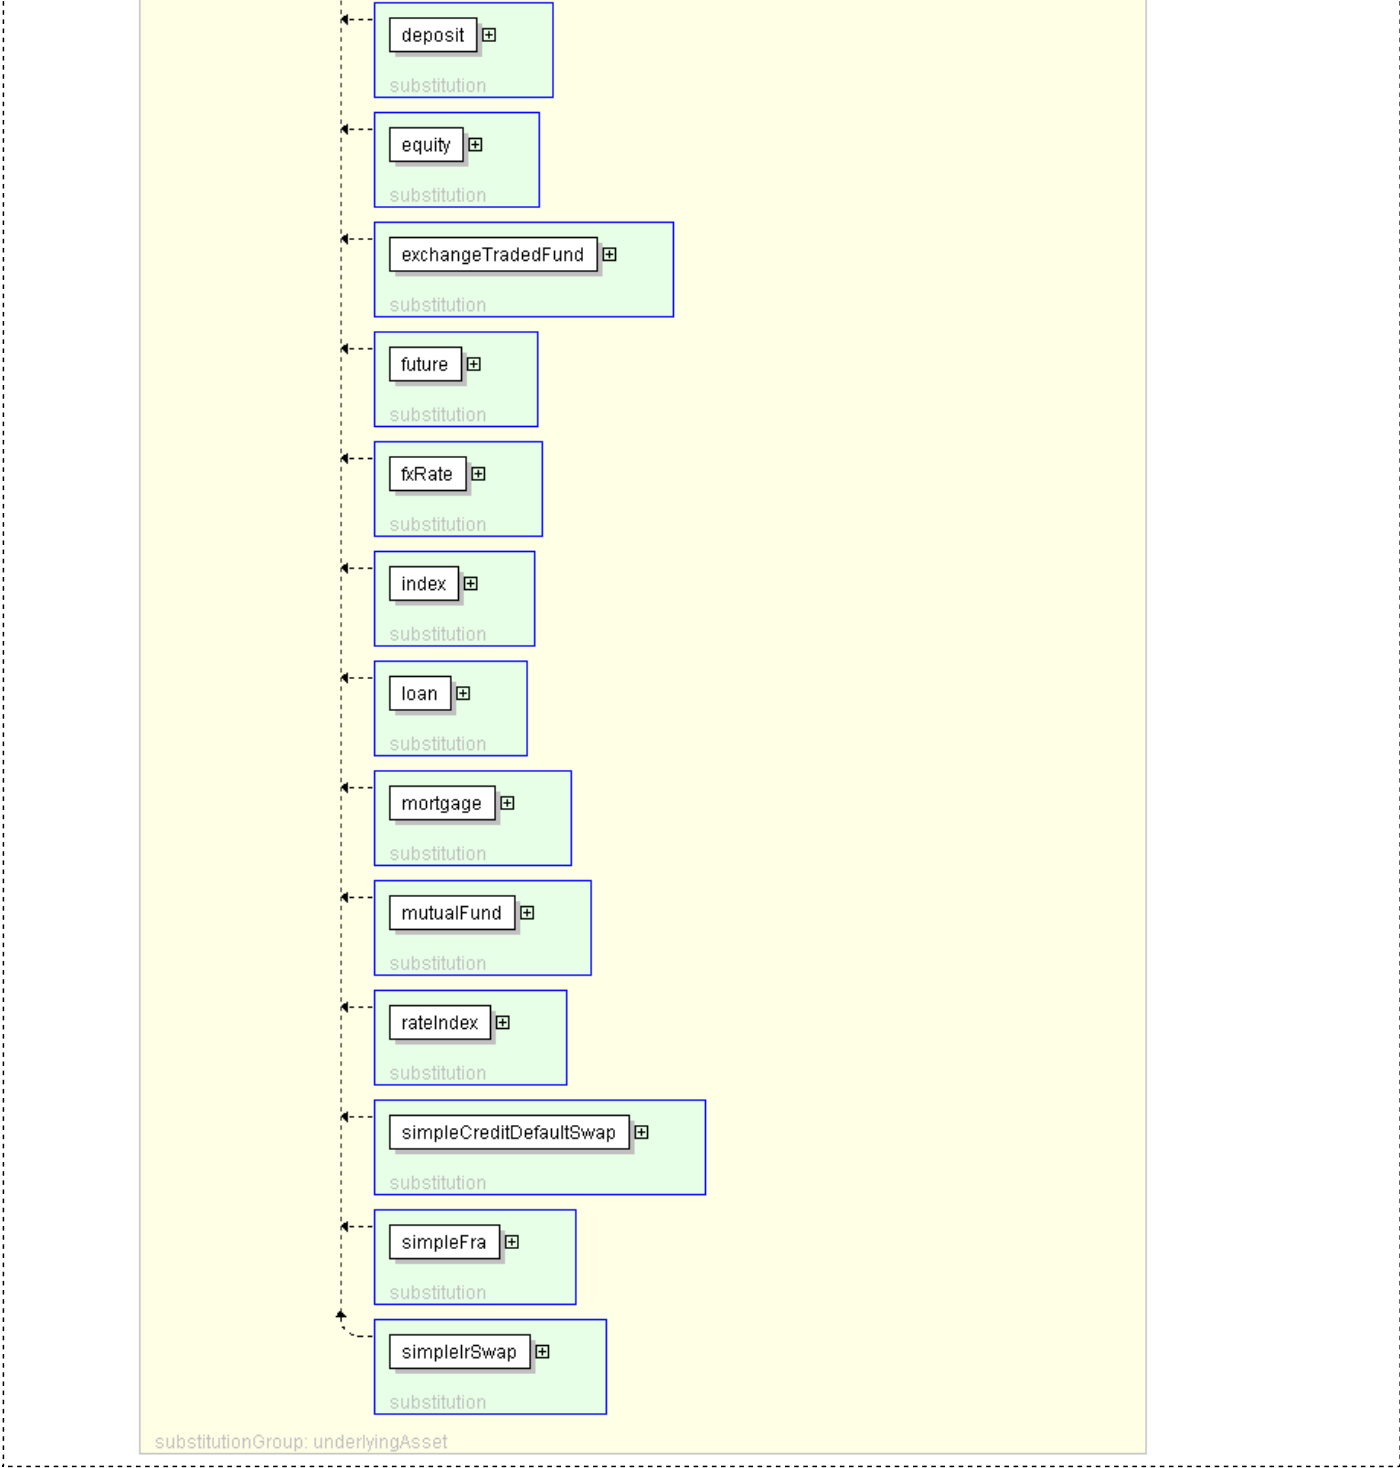 deposit
substitution
equity
substitution
exchangeTradedFund
substitution
future
substitution
fxRate
substitution
index
substitution
loan
substitution
mortgage
substitution
mutualFund
substitution
rateIndex
substitution
simpleCreditDefaultSwap
substitution
simpleFra
substitution
simpleIrSwap
substitution
substitutionGroup: underlyingAsset